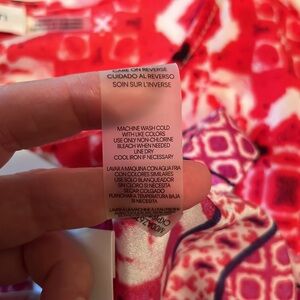 CARE ON REVERSE
CUIDADO AL REVERSO
SOIN SUR L'INVERSE
MACHINE WASH COLD
WITH LIKE COLORS
USE ONLY NON-CHLORINE
BLEACH WHEN NEEDED
LINE DRY
COOL IRON IF NECESSARY
LAVAR A MAQUINA CON AGUA FRIA
CON COLORES SIMILARES
USE SOLO BLANQUEADOR
SIN CLORO SI NECESITA
SECAR COLGADO
PLANCHAR A TEMPERATURA BAJA
SI NECESITA